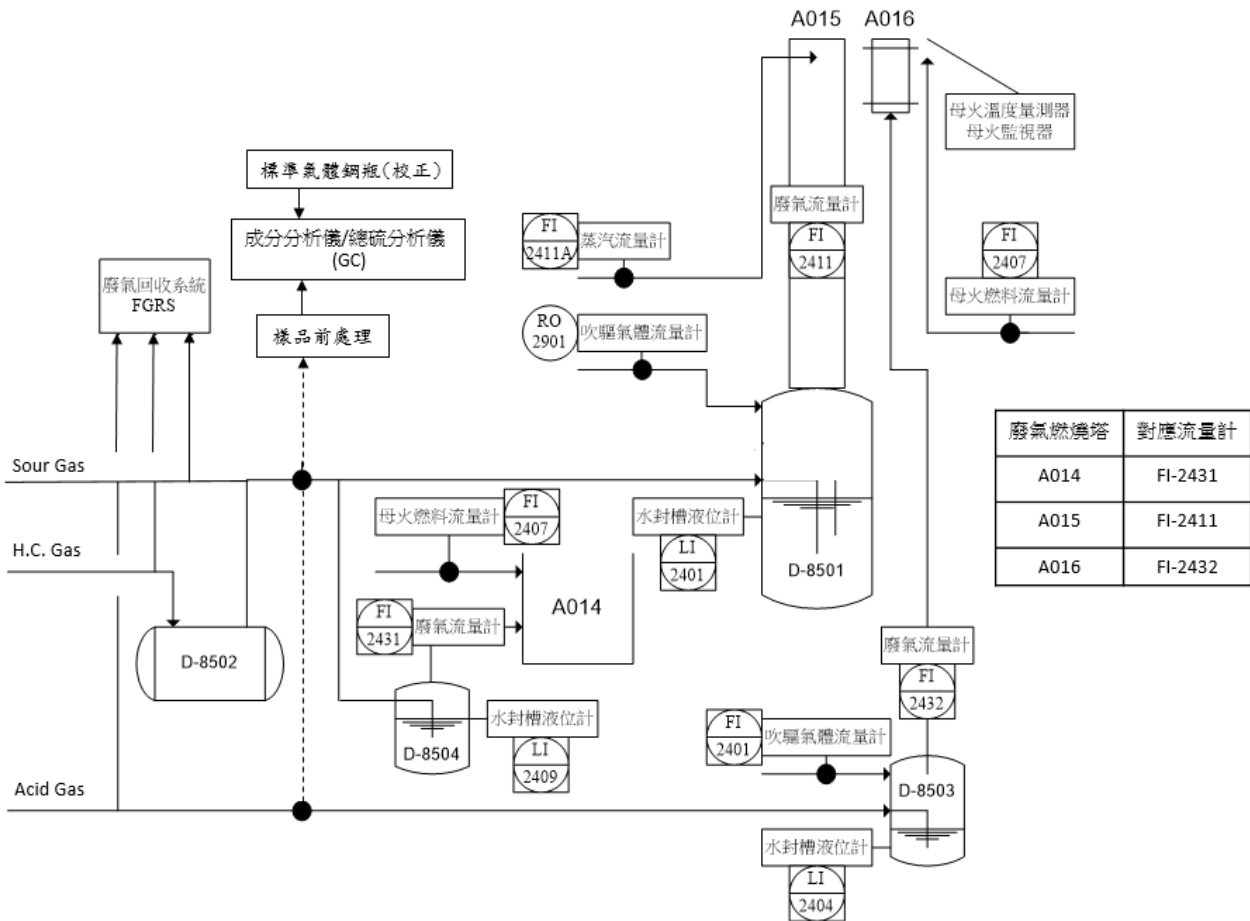 A015
A016
母火溫度量測器
母火監視器
標準氣體鋼瓶(校正)
成分分析儀/總硫分析儀
(GC)
廢氣回收系統
FGRS
樣品前處理
FI
2411A
蒸汽流量計
廢氣流量計
FI
2411
FI
2407
母火燃料流量計
RO
2901
吹驅氣體流量計
廢氣燃燒塔 對應流量計
A014 FI-2431
A015 FI-2411
A016 FI-2432
Sour Gas
母火燃料流量計
FI
2407
水封槽液位計
LI
2401
D-8501
H.C. Gas
A014
FI
2431
廢氣流量計
D-8502
廢氣流量計
FI
2432
D-8504
水封槽液位計
LI
2409
FI
2401
吹驅氣體流量計
D-8503
Acid Gas
水封槽液位計
LI
2404